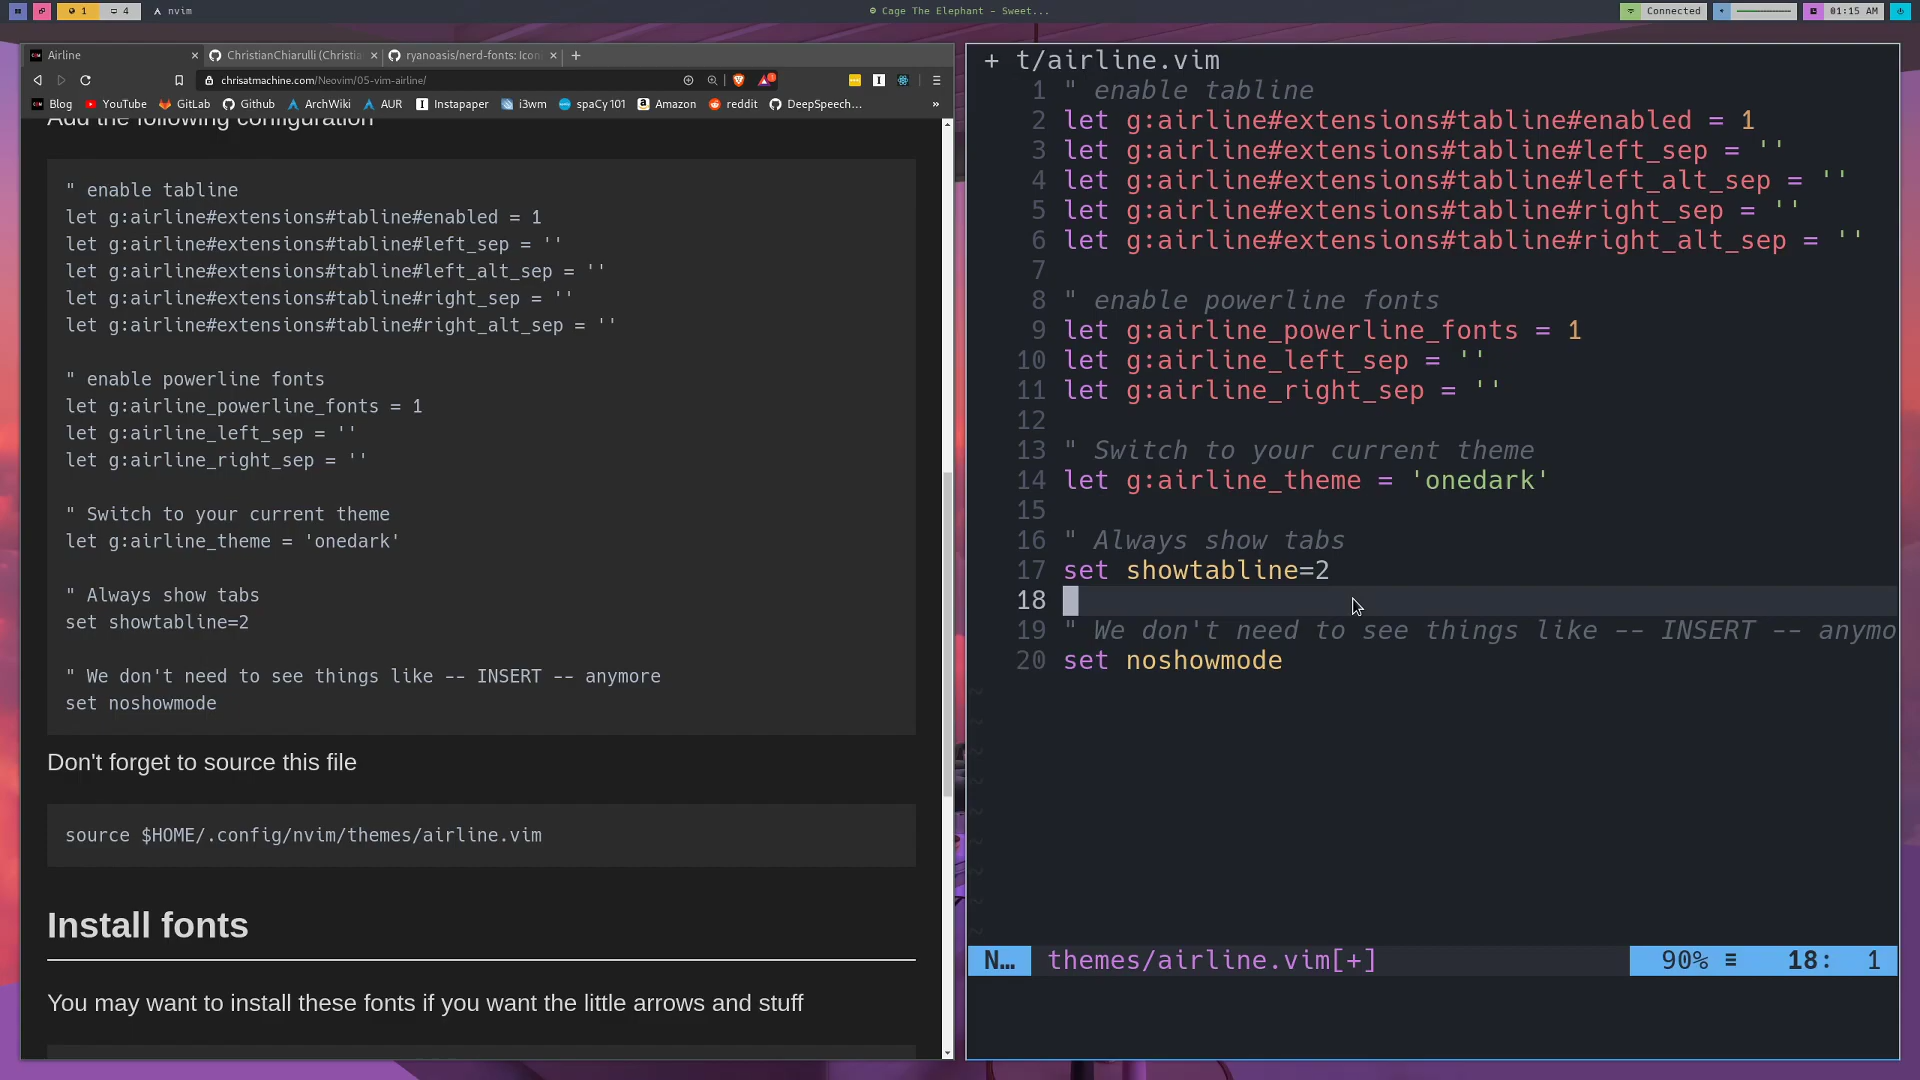 1
4
nvim
Cage The Elephant - Sweet...
Connected
01:15 AM
Airline
ChristianChiarulli (Christia
ryanoasis/nerd-fonts: Icon
chrisatmachine.com/Neovim/05-vim-airline/
Blog YouTube GitLab Github ArchWiki AUR Instapaper i3wm spaCy101 Amazon reddit DeepSpeech... »
Add the following configuration
" enable tabline
let g:airline#extensions#tabline#enabled = 1
let g:airline#extensions#tabline#left_sep = ''
let g:airline#extensions#tabline#left_alt_sep = ''
let g:airline#extensions#tabline#right_sep = ''
let g:airline#extensions#tabline#right_alt_sep = ''
" enable powerline fonts
let g:airline_powerline_fonts = 1
let g:airline_left_sep = ''
let g:airline_right_sep = ''
" Switch to your current theme
let g:airline_theme = 'onedark'
" Always show tabs
set showtabline=2
" We don't need to see things like -- INSERT -- anymore
set noshowmode
Don't forget to source this file
source $HOME/.config/nvim/themes/airline.vim
Install fonts
You may want to install these fonts if you want the little arrows and stuff
+ t/airline.vim
1 " enable tabline
2 let g:airline#extensions#tabline#enabled = 1
3 let g:airline#extensions#tabline#left_sep = ''
4 let g:airline#extensions#tabline#left_alt_sep = ''
5 let g:airline#extensions#tabline#right_sep = ''
6 let g:airline#extensions#tabline#right_alt_sep = ''
7
8 " enable powerline fonts
9 let g:airline_powerline_fonts = 1
10 let g:airline_left_sep = ''
11 let g:airline_right_sep = ''
12
13 " Switch to your current theme
14 let g:airline_theme = 'onedark'
15
16 " Always show tabs
17 set showtabline=2
18
19 " We don't need to see things like -- INSERT -- anymo
20 set noshowmode
~
~
~
~
~
~
~
~
~
N... themes/airline.vim[+] 90% ≡ 18: 1